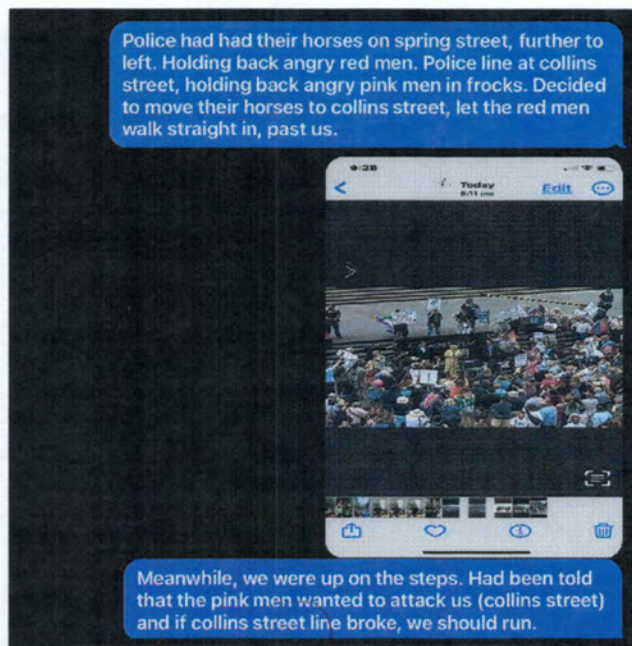 Police had had their horses on spring street, further to
left. Holding back angry red men. Police line at collins
street, holding back angry pink men in frocks. Decided
to move their horses to collins street, let the red men
walk straight in, past us.
9:28
Today
Edit
Meanwhile, we were up on the steps. Had been told
that the pink men wanted to attack us (collins street)
and if collins street line broke, we should run.